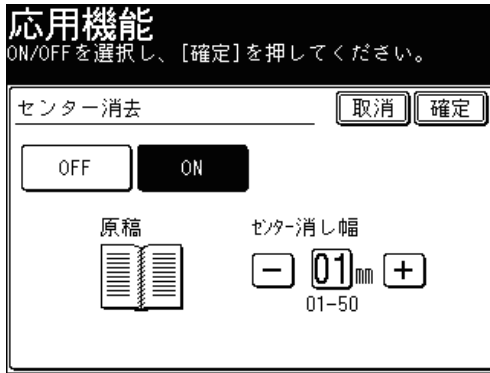 応用機能
ON/OFFを選択し、[確定]を押してください。
センター消去
取消
確定
OFF
ON
原稿
ｾﾝﾀｰ消し幅
－ 01mm ＋
01-50